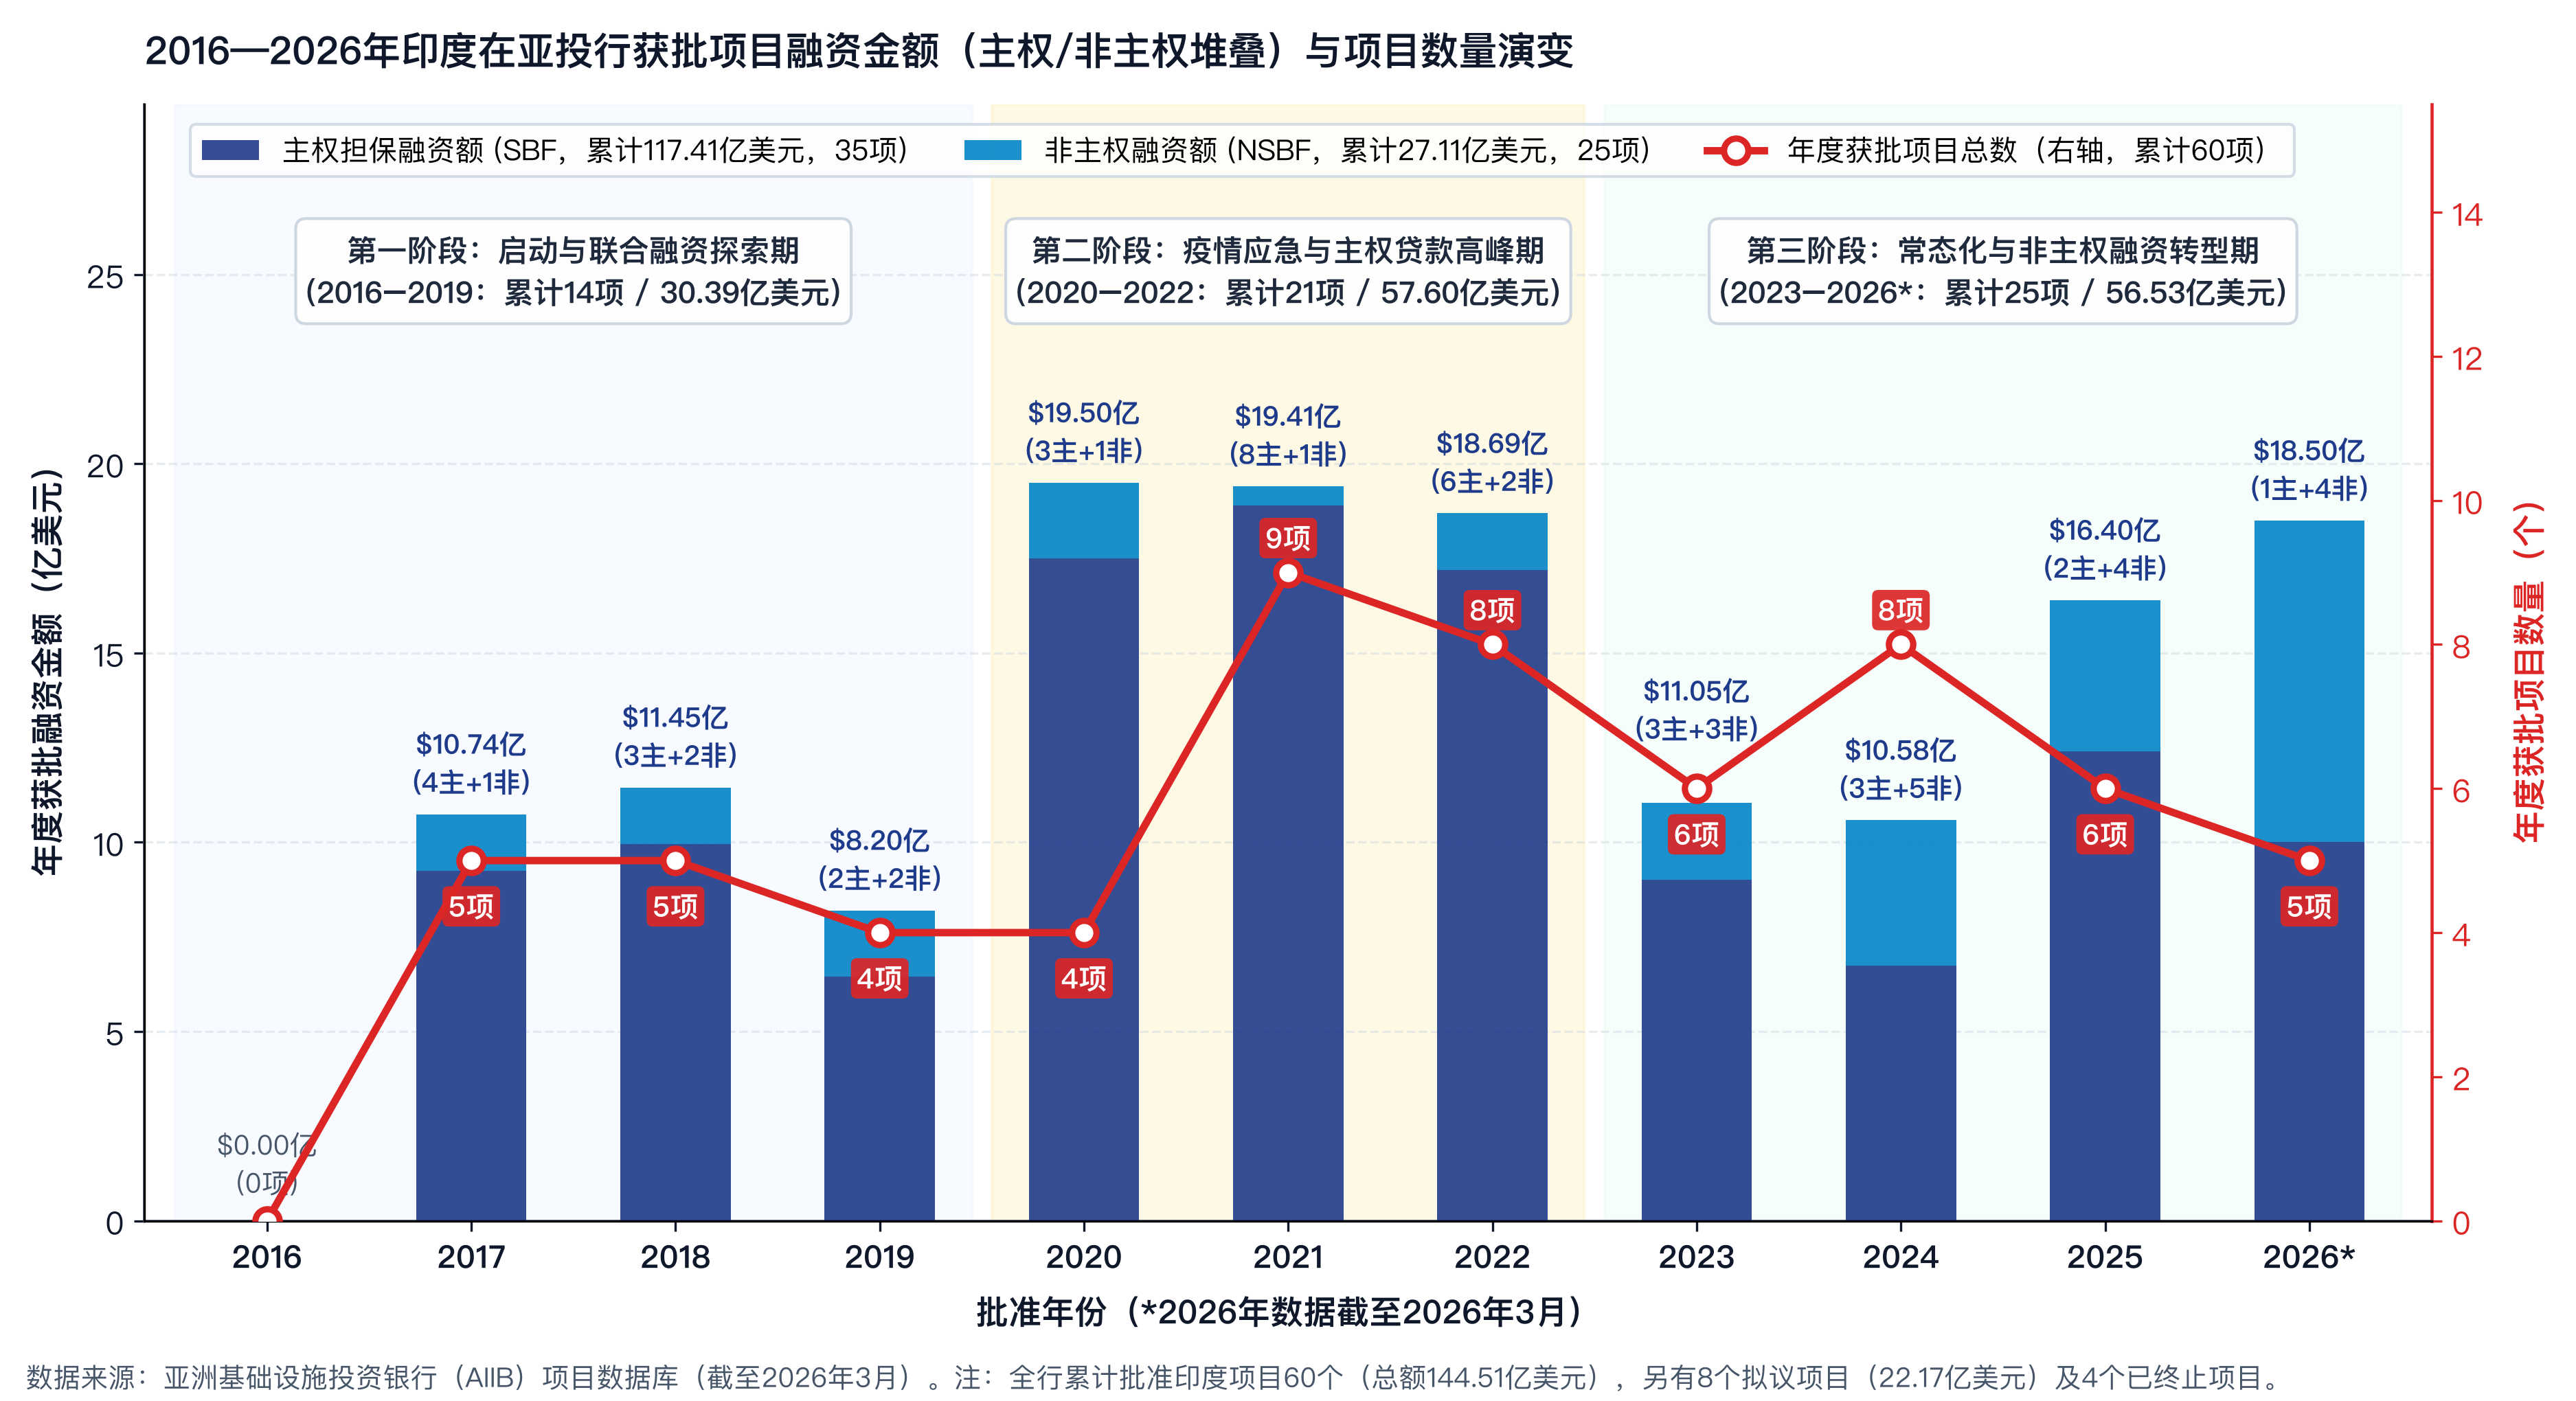 2016—2026年印度在亚投行获批项目融资金额（主权/非主权堆叠）与项目数量演变
主权担保融资额 (SBF，累计117.41亿美元，35项)
非主权融资额 (NSBF，累计27.11亿美元，25项)
年度获批项目总数（右轴，累计60项）
第一阶段：启动与联合融资探索期
(2016—2019：累计14项 / 30.39亿美元)
第二阶段：疫情应急与主权贷款高峰期
(2020—2022：累计21项 / 57.60亿美元)
第三阶段：常态化与非主权融资转型期
(2023—2026*：累计25项 / 56.53亿美元)
年度获批融资金额（亿美元）
25
20
15
10
5
0
$0.00亿
(0项)
$10.74亿
(4主+1非)
5项
$11.45亿
(3主+2非)
5项
$8.20亿
(2主+2非)
4项
$19.50亿
(3主+1非)
4项
$19.41亿
(8主+1非)
9项
$18.69亿
(6主+2非)
8项
$11.05亿
(3主+3非)
6项
8项
$10.58亿
(3主+5非)
$16.40亿
(2主+4非)
6项
$18.50亿
(1主+4非)
5项
14
12
10
8
6
4
2
0
年度获批项目数量（个）
2016
2017
2018
2019
2020
2021
2022
2023
2024
2025
2026*
批准年份（*2026年数据截至2026年3月）
数据来源：亚洲基础设施投资银行（AIIB）项目数据库（截至2026年3月）。注：全行累计批准印度项目60个（总额144.51亿美元），另有8个拟议项目（22.17亿美元）及4个已终止项目。